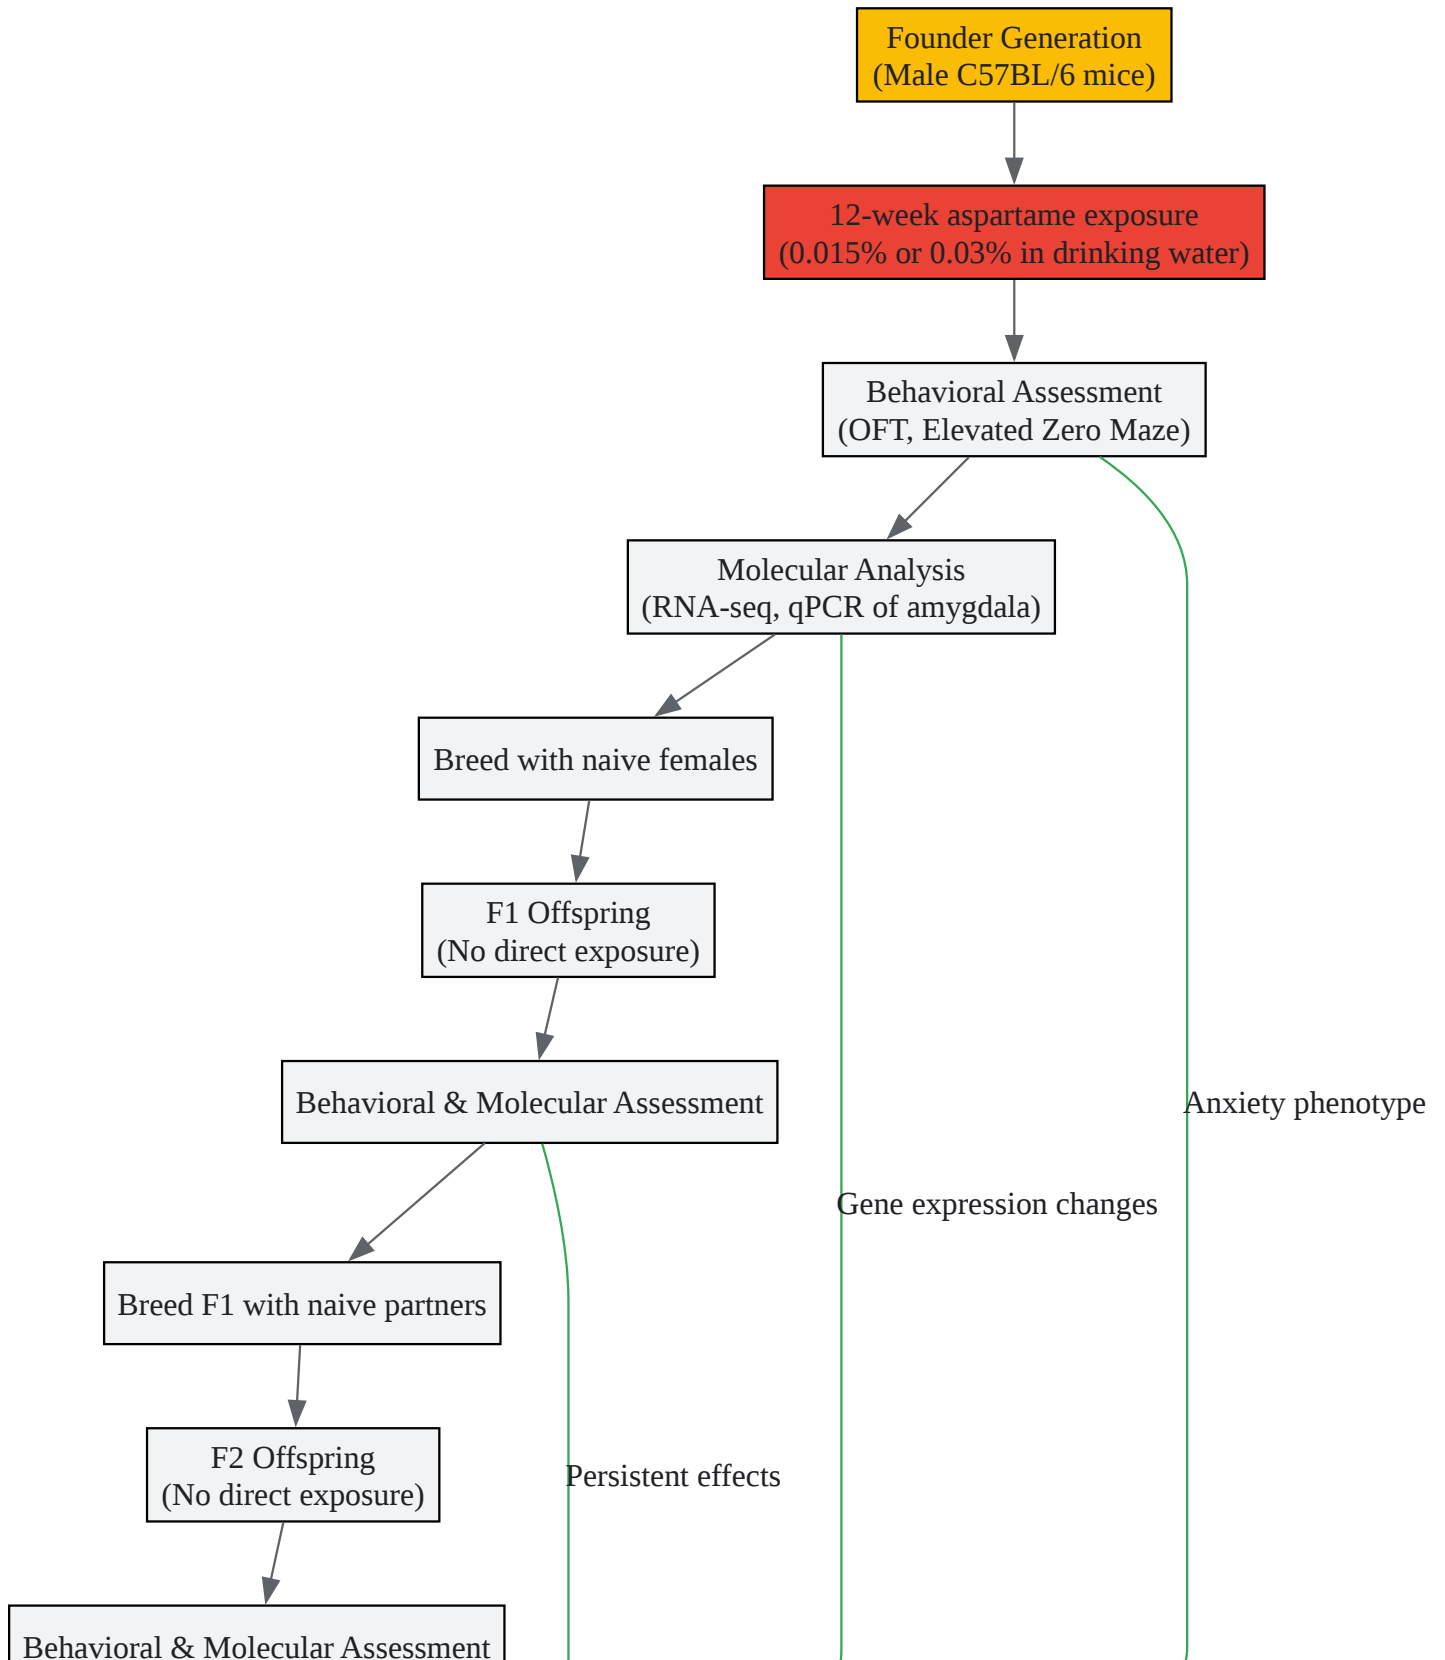 Founder Generation
(Male C57BL/6 mice)
12-week aspartame exposure
(0.015% or 0.03% in drinking water)
Behavioral Assessment
(OFT, Elevated Zero Maze)
Molecular Analysis
(RNA-seq, qPCR of amygdala)
Breed with naive females
F1 Offspring
(No direct exposure)
Behavioral & Molecular Assessment
Anxiety phenotype
Gene expression changes
Breed F1 with naive partners
F2 Offspring
(No direct exposure)
Persistent effects
Behavioral & Molecular Assessment